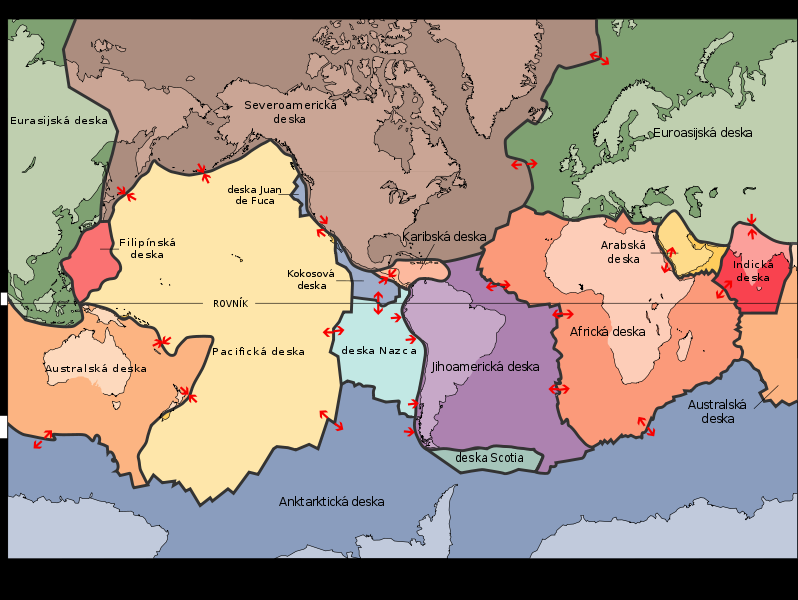 Severoamerická
deska
Eurasijská deska
Euroasijská deska
deska Juan
de Fuca
Filipínská
deska
Karibská deska
Arabská
deska
Indická
deska
Kokosová
deska
ROVNÍK
Africká deska
Pacifická deska
deska Nazca
Australská deska
Jihoamerická deska
Australská
deska
deska Scotia
Anktarktická deska